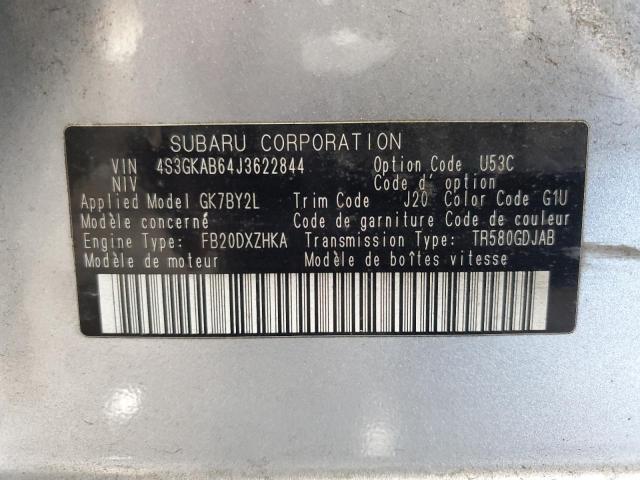 SUBARU CORPORATION
VIN 4S3GKAB64J3622844 Option Code U53C
NIV Code d' option
Applied Model GK7BY2L Trim Code J20 Color Code G1U
Modèle concerné Code de garniture Code de couleur
Engine Type: FB20DXZHKA Transmission Type: TR580GDJAB
Modèle de moteur Modèle de boîtes vitesse